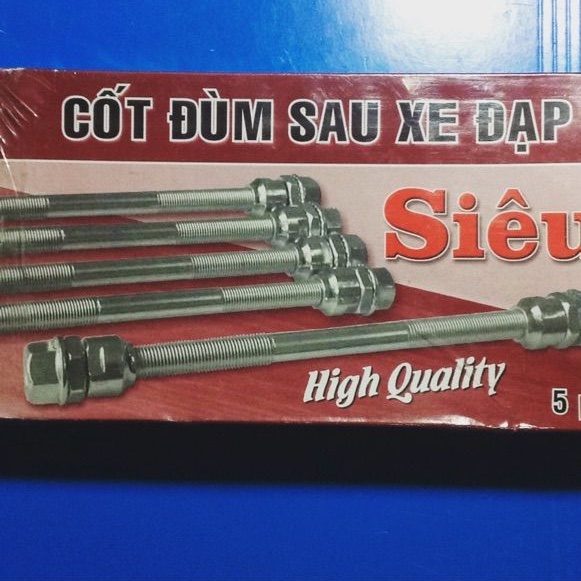 CỐT ĐÙM SAU XE ĐẠP
Siêu
High Quality
5